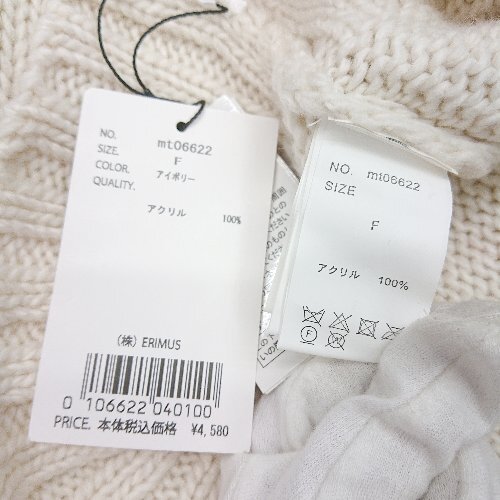 NO. mt06622
SIZE. F
COLOR. アイボリー
QUALITY.
アクリル 100%
(株) ERIMUS
0 106622 040100
PRICE. 本体税込価格 ¥4,580
NO. mt06622
SIZE
F
アクリル 100%
F